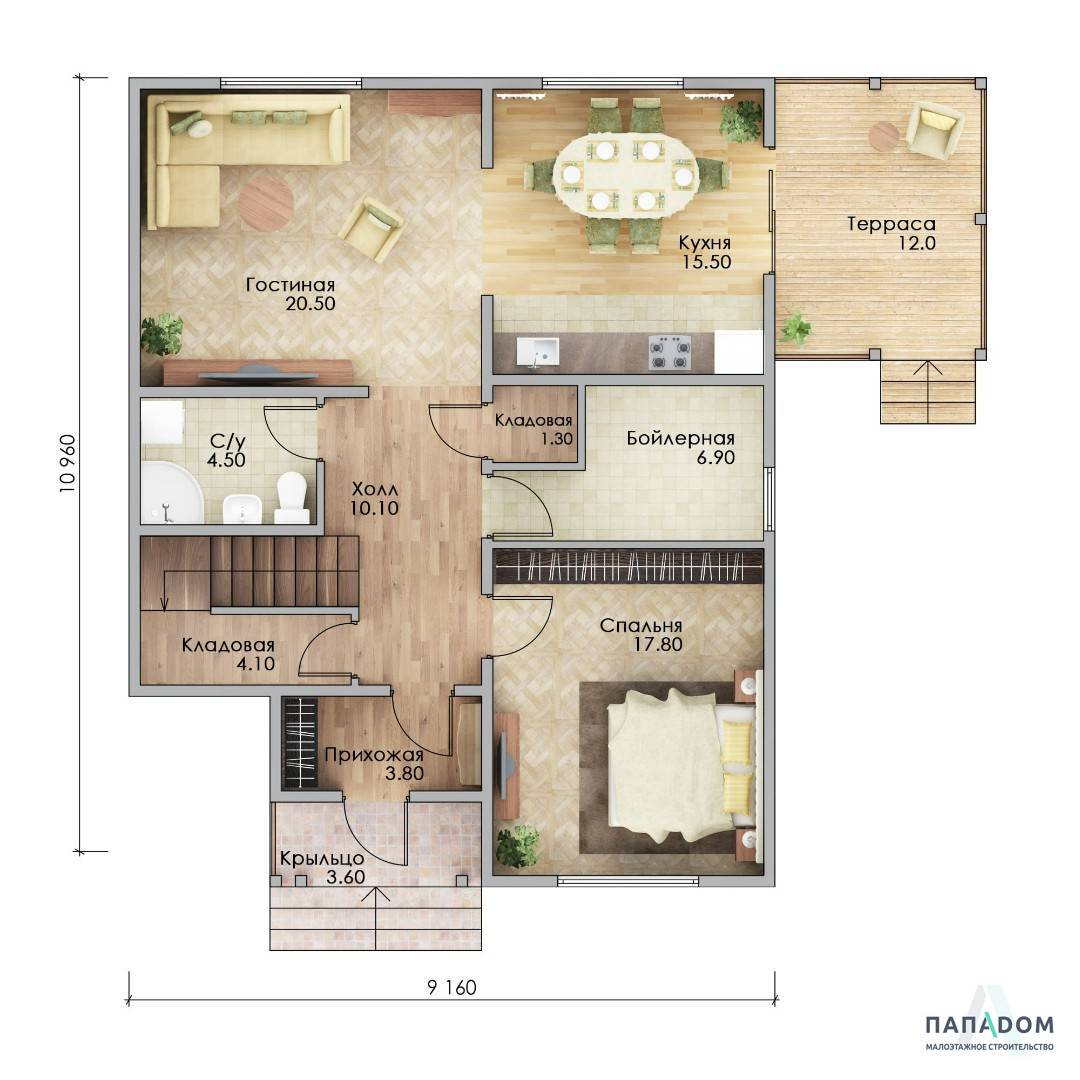 Гостиная
20.50
Кухня
15.50
Терраса
12.0
С/у
4.50
Кладовая
1.30
Бойлерная
6.90
Холл
10.10
Кладовая
4.10
Спальня
17.80
Прихожая
3.80
Крыльцо
3.60
10 960
9 160
ПАПАDОМ
МАЛОЭТАЖНОЕ СТРОИТЕЛЬСТВО